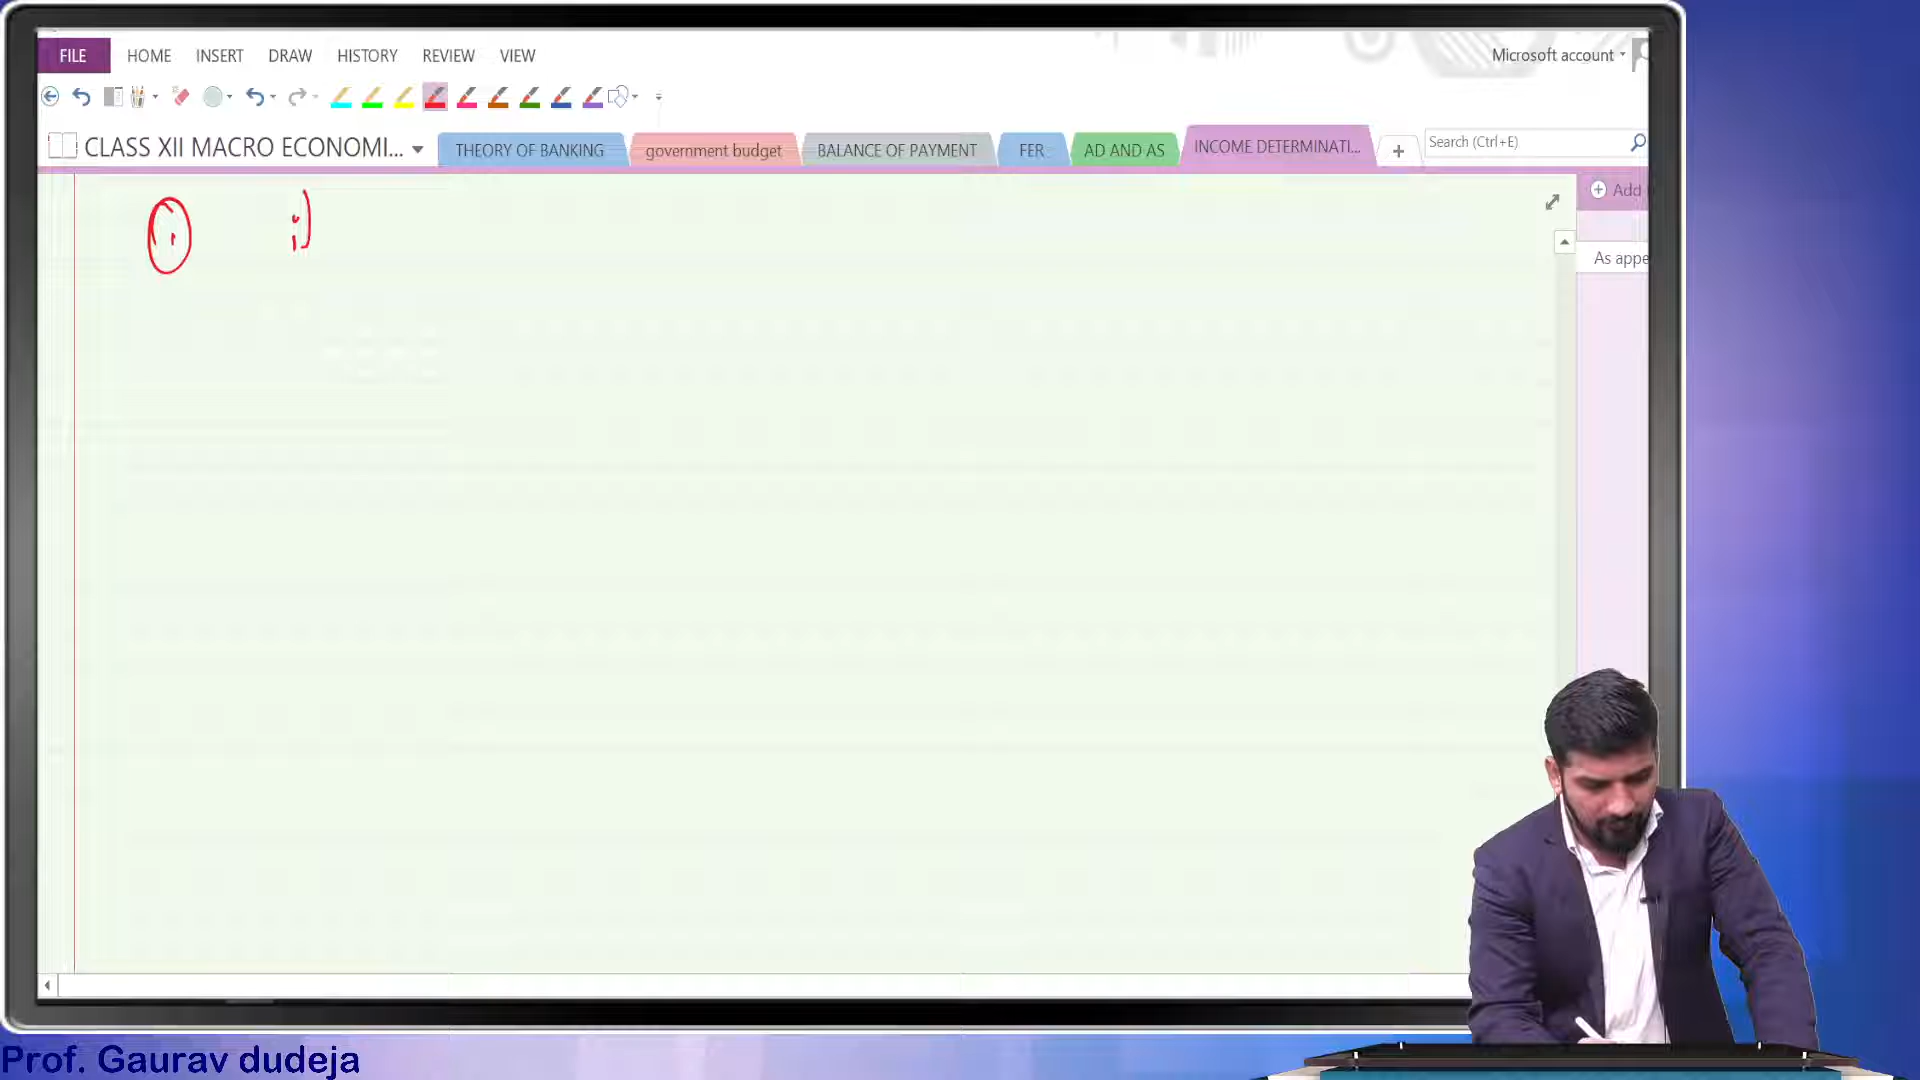 FILE HOME INSERT DRAW HISTORY REVIEW VIEW Microsoft account
CLASS XII MACRO ECONOMI... THEORY OF BANKING government budget BALANCE OF PAYMENT FER AD AND AS INCOME DETERMINATI... + Search (Ctrl+E)
Add
i)
As appe
Prof. Gaurav dudeja